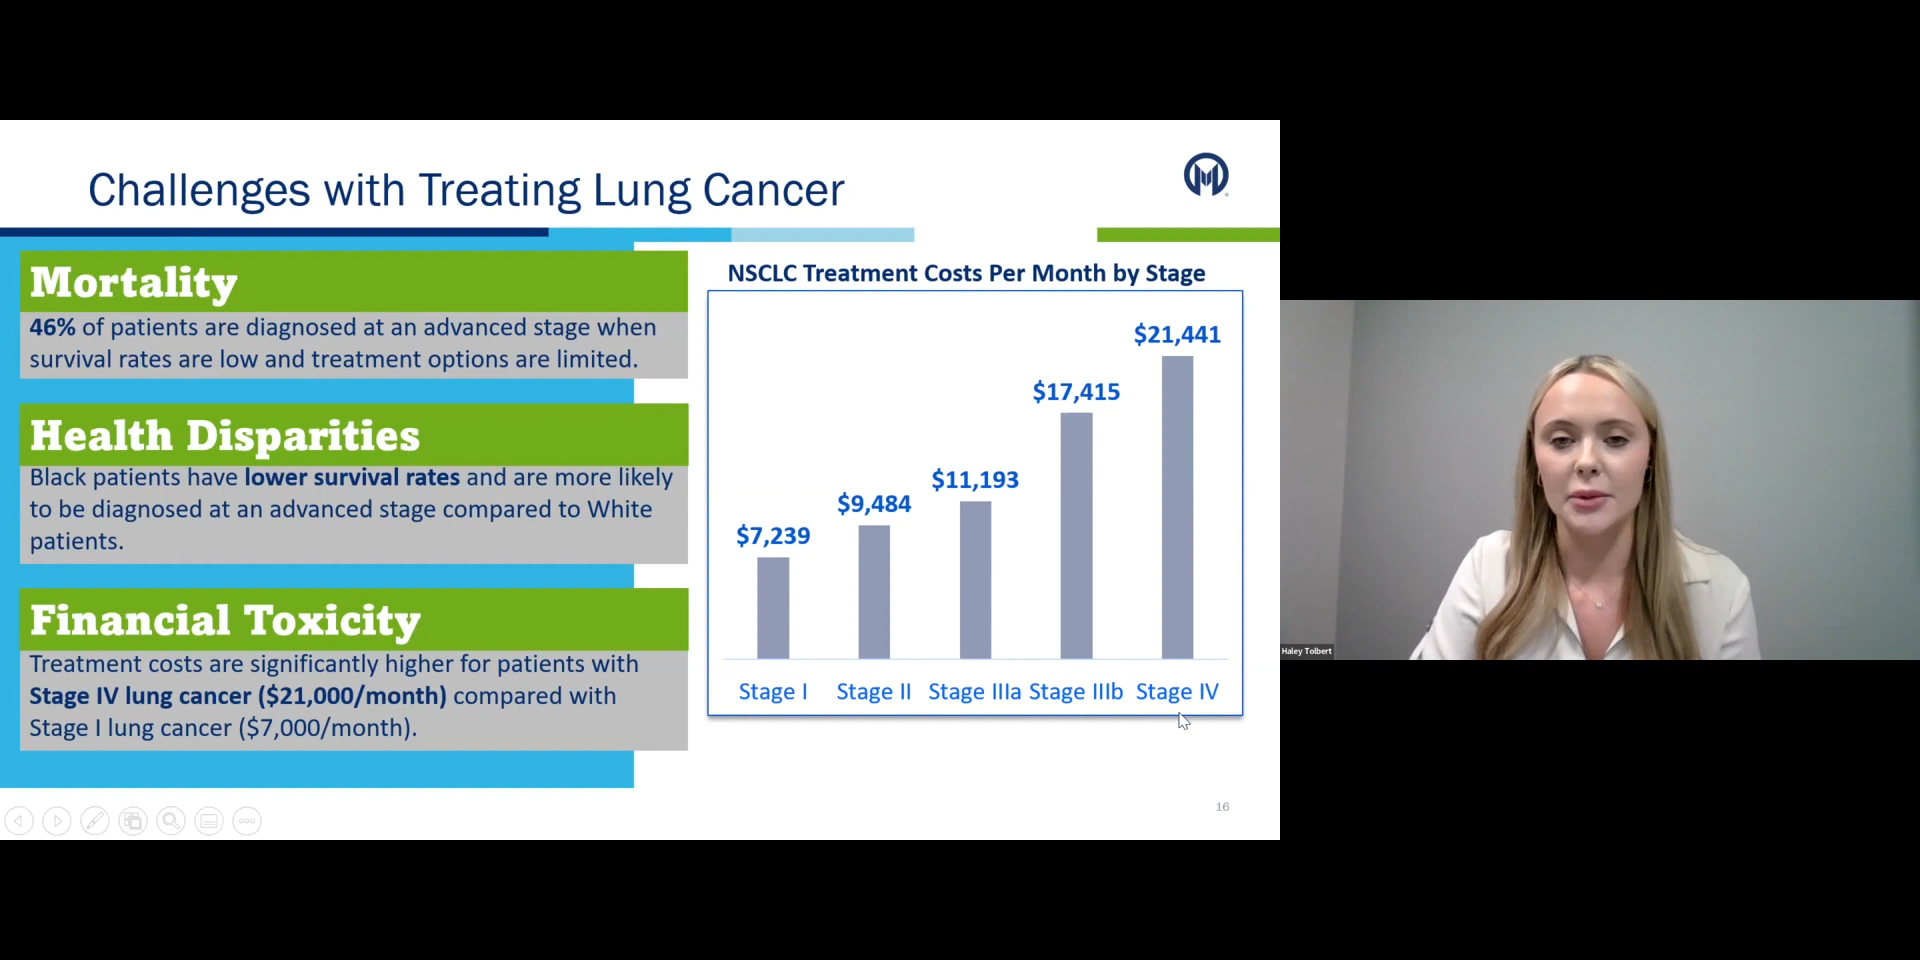 Challenges with Treating Lung Cancer
Mortality
46% of patients are diagnosed at an advanced stage when
survival rates are low and treatment options are limited.
Health Disparities
Black patients have lower survival rates and are more likely
to be diagnosed at an advanced stage compared to White
patients.
Financial Toxicity
Treatment costs are significantly higher for patients with
Stage IV lung cancer ($21,000/month) compared with
Stage I lung cancer ($7,000/month).
NSCLC Treatment Costs Per Month by Stage
$7,239
$9,484
$11,193
$17,415
$21,441
Stage I
Stage II
Stage IIIa
Stage IIIb
Stage IV
16
Haley Tolbert